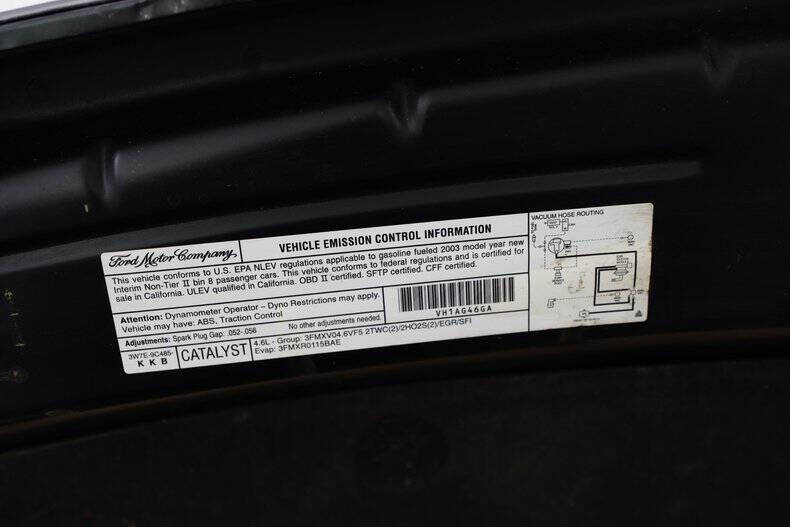 Ford Motor Company
VEHICLE EMISSION CONTROL INFORMATION
This vehicle conforms to U.S. EPA NLEV regulations applicable to gasoline fueled 2003 model year new
Interim Non-Tier II bin 8 passenger cars. This vehicle conforms to federal regulations and is certified for
sale in California. ULEV qualified in California. OBD II certified. SFTP certified. CFF certified.
Attention: Dynamometer Operator – Dyno Restrictions may apply.
Vehicle may have: ABS, Traction Control
VH1AG46GA
Adjustments: Spark Plug Gap: .052-.056
No other adjustments needed.
3W7E-9C485-
K K B
CATALYST
4.6L - Group: 3FMXV04.6VF5 2TWC(2)/2HO2S(2)/EGR/SFI
Evap: 3FMXR0115BAE
VACUUM HOSE ROUTING